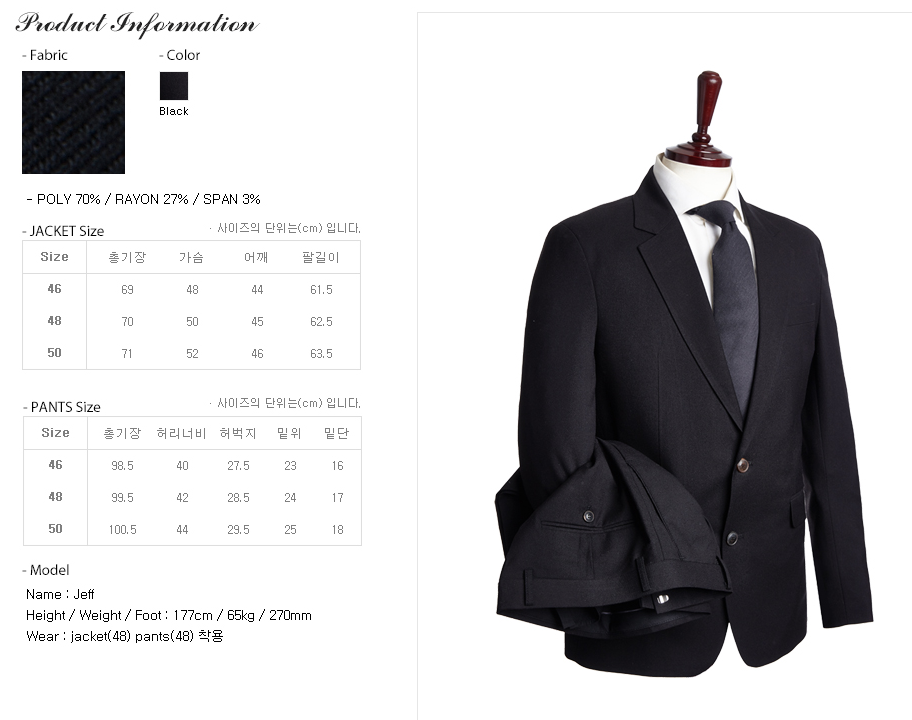 Product Information
- Fabric
- Color
Black
- POLY 70% / RAYON 27% / SPAN 3%
- JACKET Size
· 사이즈의 단위는(cm) 입니다.
Size 총기장 가슴 어깨 팔길이
46 69 48 44 61.5
48 70 50 45 62.5
50 71 52 46 63.5
- PANTS Size
· 사이즈의 단위는(cm) 입니다.
Size 총기장 허리너비 허벅지 밑위 밑단
46 98.5 40 27.5 23 16
48 99.5 42 28.5 24 17
50 100.5 44 29.5 25 18
- Model
Name : Jeff
Height / Weight / Foot : 177cm / 65kg / 270mm
Wear : jacket(48) pants(48) 착용